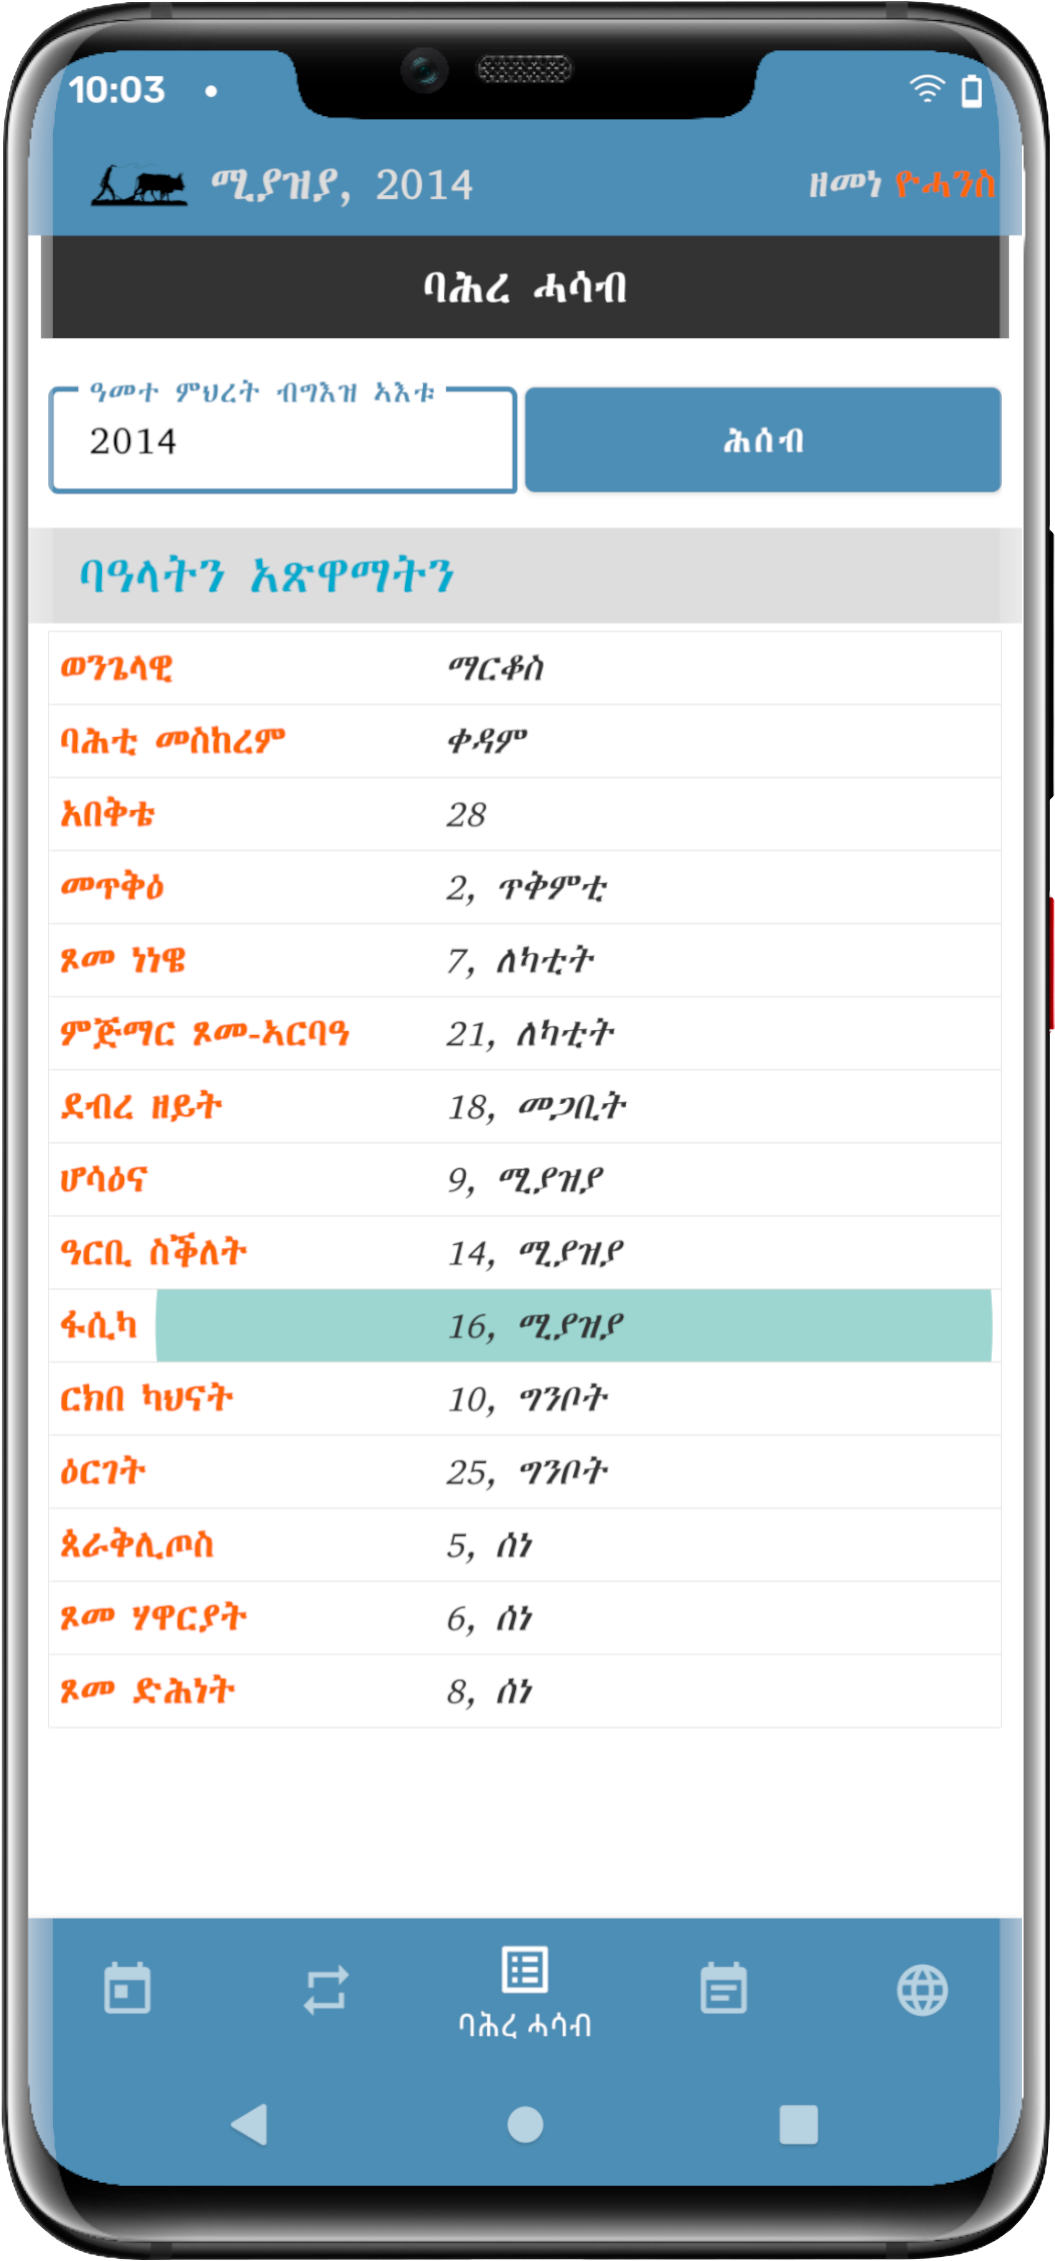 10:03
ሚያዝያ, 2014 ዘመነ ዮሓንስ
ባሕረ ሓሳብ
ዓመተ ምህረት ብግእዝ ኣእቱ
2014
ሕሰብ
ባዓላትን አጽዋማትን
ወንጌላዊ ማርቆስ
ባሕቲ መስከረም ቀዳም
አበቅቴ 28
መጥቅዕ 2, ጥቅምቲ
ጾመ ነነዌ 7, ለካቲት
ምጅማር ጾመ-ኣርባዓ 21, ለካቲት
ደብረ ዘይት 18, መጋቢት
ሆሳዕና 9, ሚያዝያ
ዓርቢ ስቕለት 14, ሚያዝያ
ፋሲካ 16, ሚያዝያ
ርክበ ካህናት 10, ግንቦት
ዕርገት 25, ግንቦት
ጰራቅሊጦስ 5, ሰነ
ጾመ ሃዋርያት 6, ሰነ
ጾመ ድሕነት 8, ሰነ
ባሕረ ሓሳብ